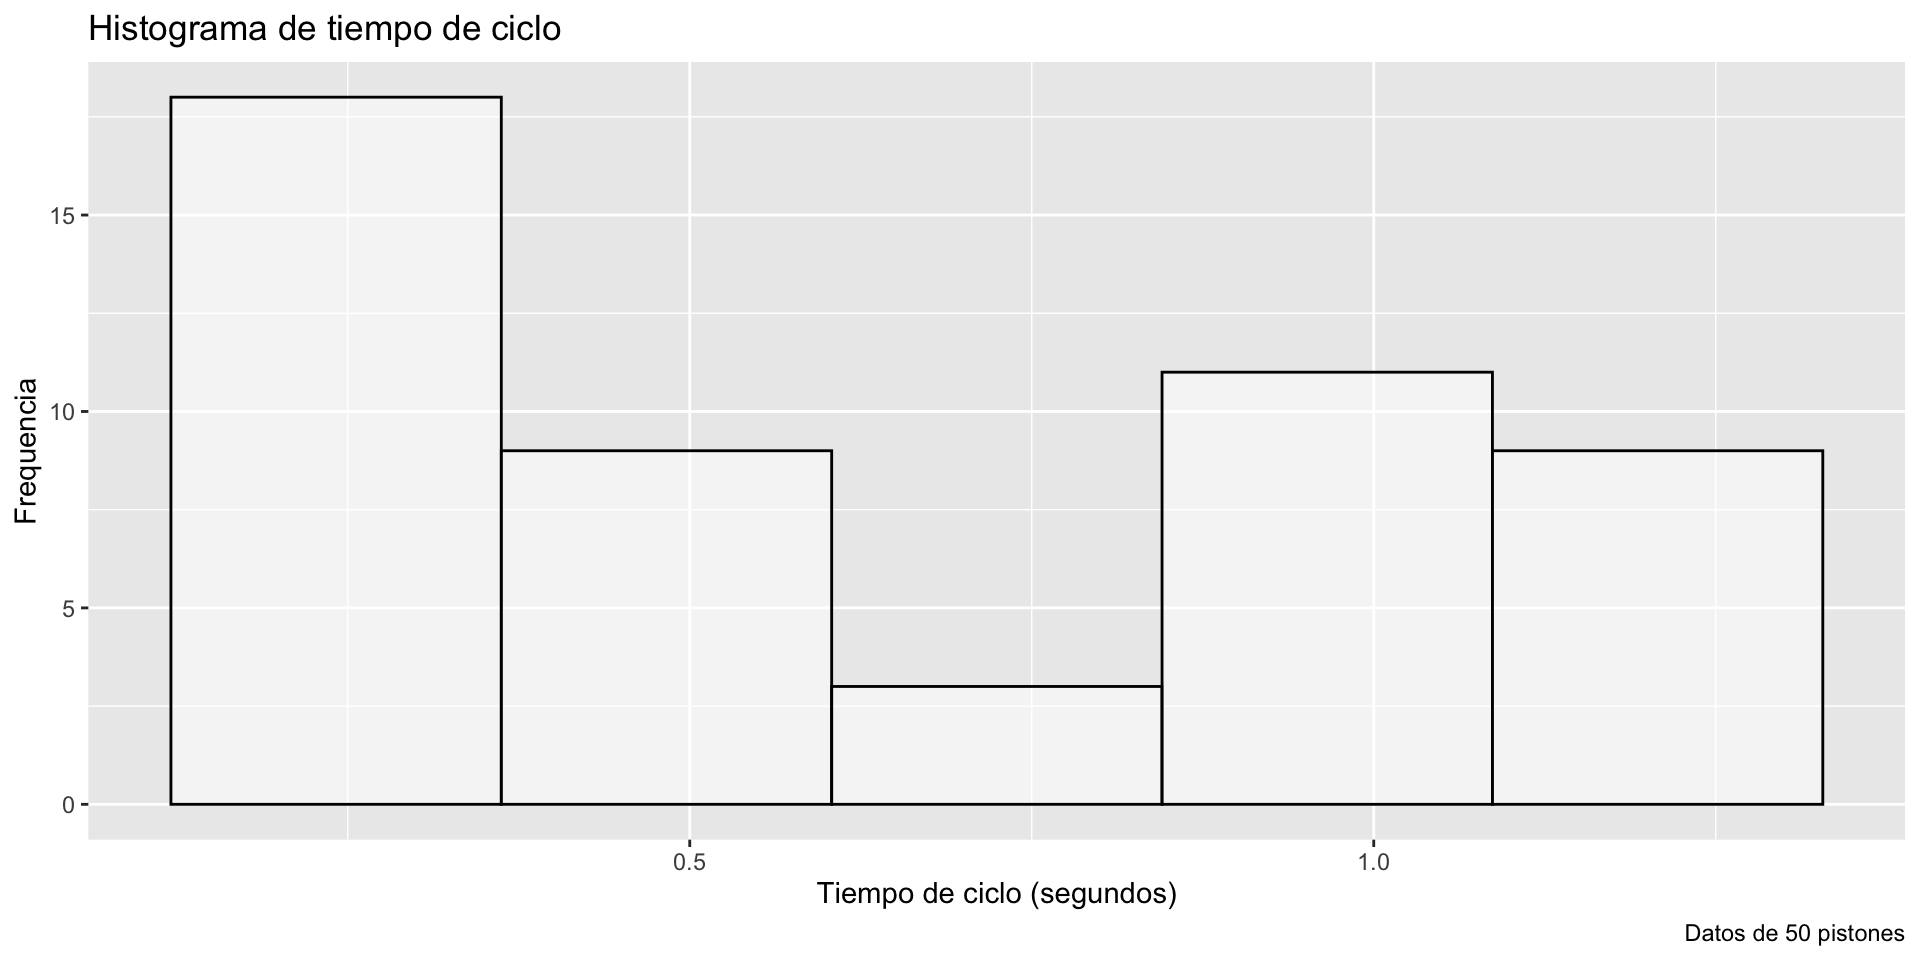 Histograma de tiempo de ciclo
Frequencia
15
10
5
0
0.5
1.0
Tiempo de ciclo (segundos)
Datos de 50 pistones